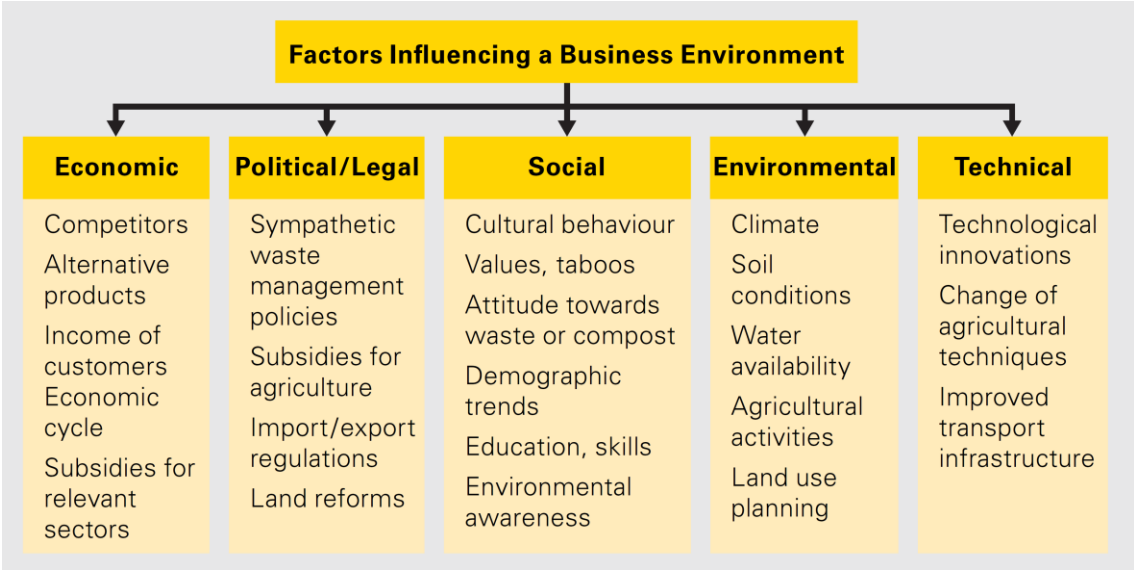 Factors Influencing a Business Environment
Economic
Competitors
Alternative
products
Income of
customers
Economic
cycle
Subsidies for
relevant
sectors
Political/Legal
Sympathetic
waste
management
policies
Subsidies for
agriculture
Import/export
regulations
Land reforms
Social
Cultural behaviour
Values, taboos
Attitude towards
waste or compost
Demographic
trends
Education, skills
Environmental
awareness
Environmental
Climate
Soil
conditions
Water
availability
Agricultural
activities
Land use
planning
Technical
Technological
innovations
Change of
agricultural
techniques
Improved
transport
infrastructure